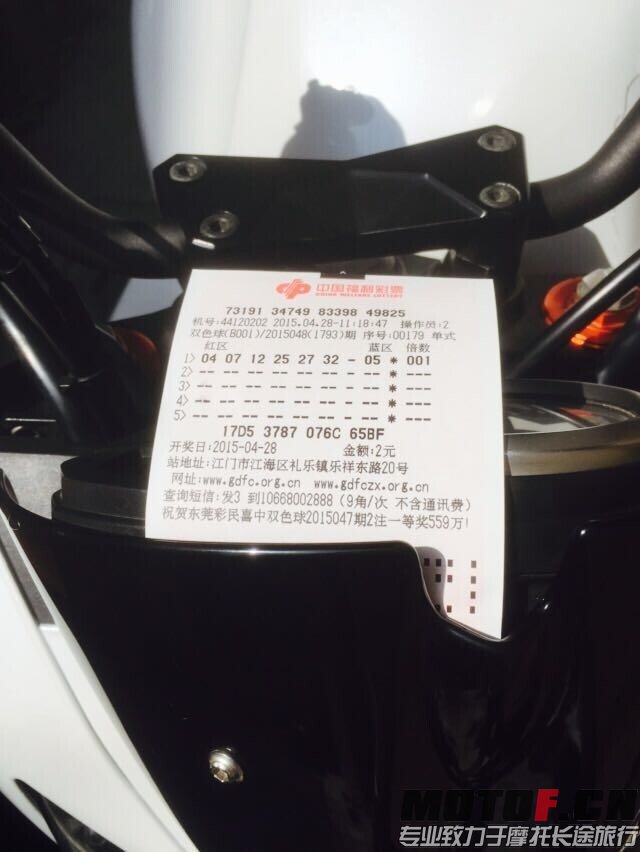 中国福利彩票
CHINA WELFARE LOTTERY
73191 34749 83398 49825
机号:44120202 2015.04.28-11:18:47 操作员:2
双色球(B001)/2015048(1793)期 序号:00179 单式
红区 蓝区 倍数
1> 04 07 12 25 27 32 - 05 * 001
2> -- -- -- -- -- -- - -- *
3> -- -- -- -- -- -- - -- *
4> -- -- -- -- -- -- - -- *
5> -- -- -- -- -- -- - -- *
17D5 3787 076C 65BF
开奖日:2015-04-28 金额:2元
站地址:江门市江海区礼乐镇乐祥东路20号
网址:www.gdfc.org.cn www.gdfczx.org.cn
查询短信:发3 到10668002888 (9角/次 不含通讯费)
祝贺东莞彩民喜中双色球2015047期2注一等奖559万!
MOTOF.CN
专业致力于摩托长途旅行